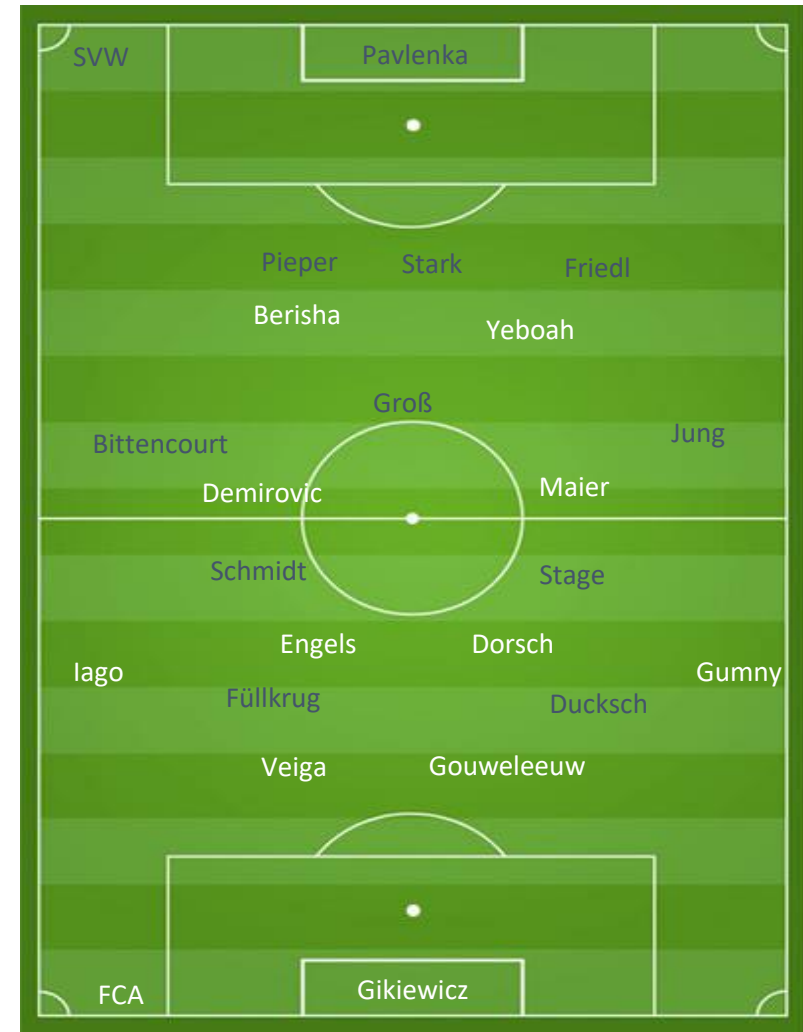 SVW
Pavlenka
Pieper
Stark
Friedl
Berisha
Yeboah
Groß
Bittencourt
Jung
Demirovic
Maier
Schmidt
Stage
Engels
Dorsch
Iago
Gumny
Füllkrug
Ducksch
Veiga
Gouweleeuw
FCA
Gikiewicz